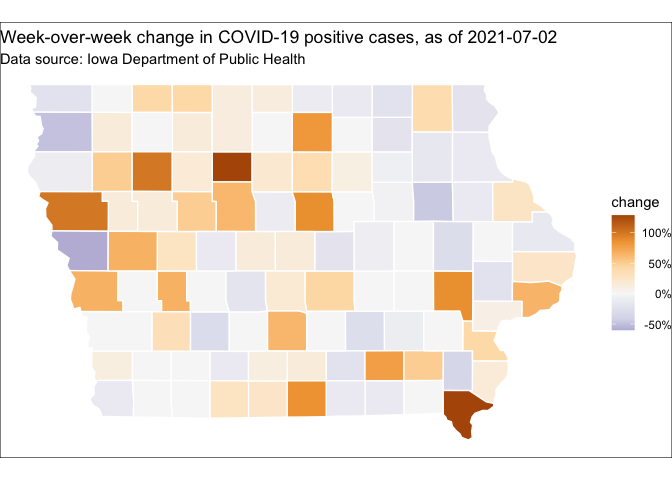 Week-over-week change in COVID-19 positive cases, as of 2021-07-02
Data source: Iowa Department of Public Health
change
100%
50%
0%
-50%